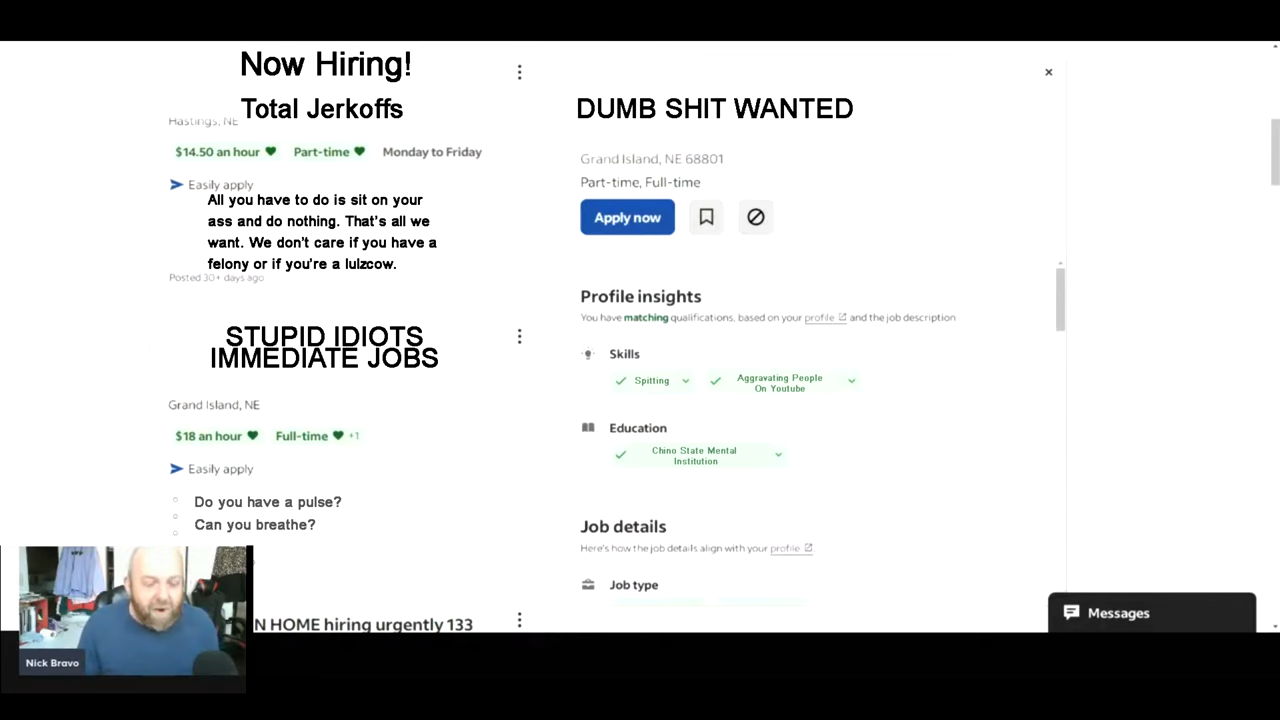 Now Hiring!
Total Jerkoffs
Hastings, NE
$14.50 an hour
Part-time
Monday to Friday
Easily apply
All you have to do is sit on your
ass and do nothing. That's all we
want. We don't care if you have a
felony or if you're a lulzcow.
Posted 30+ days ago
STUPID IDIOTS
IMMEDIATE JOBS
Grand Island, NE
$18 an hour
Full-time
+1
Easily apply
Do you have a pulse?
Can you breathe?
N HOME hiring urgently 133
Nick Bravo
DUMB SHIT WANTED
Grand Island, NE 68801
Part-time, Full-time
Apply now
Profile insights
You have matching qualifications, based on your profile and the job description
Skills
Spitting
Aggravating People
On Youtube
Education
Chino State Mental
Institution
Job details
Here's how the job details align with your profile.
Job type
Messages